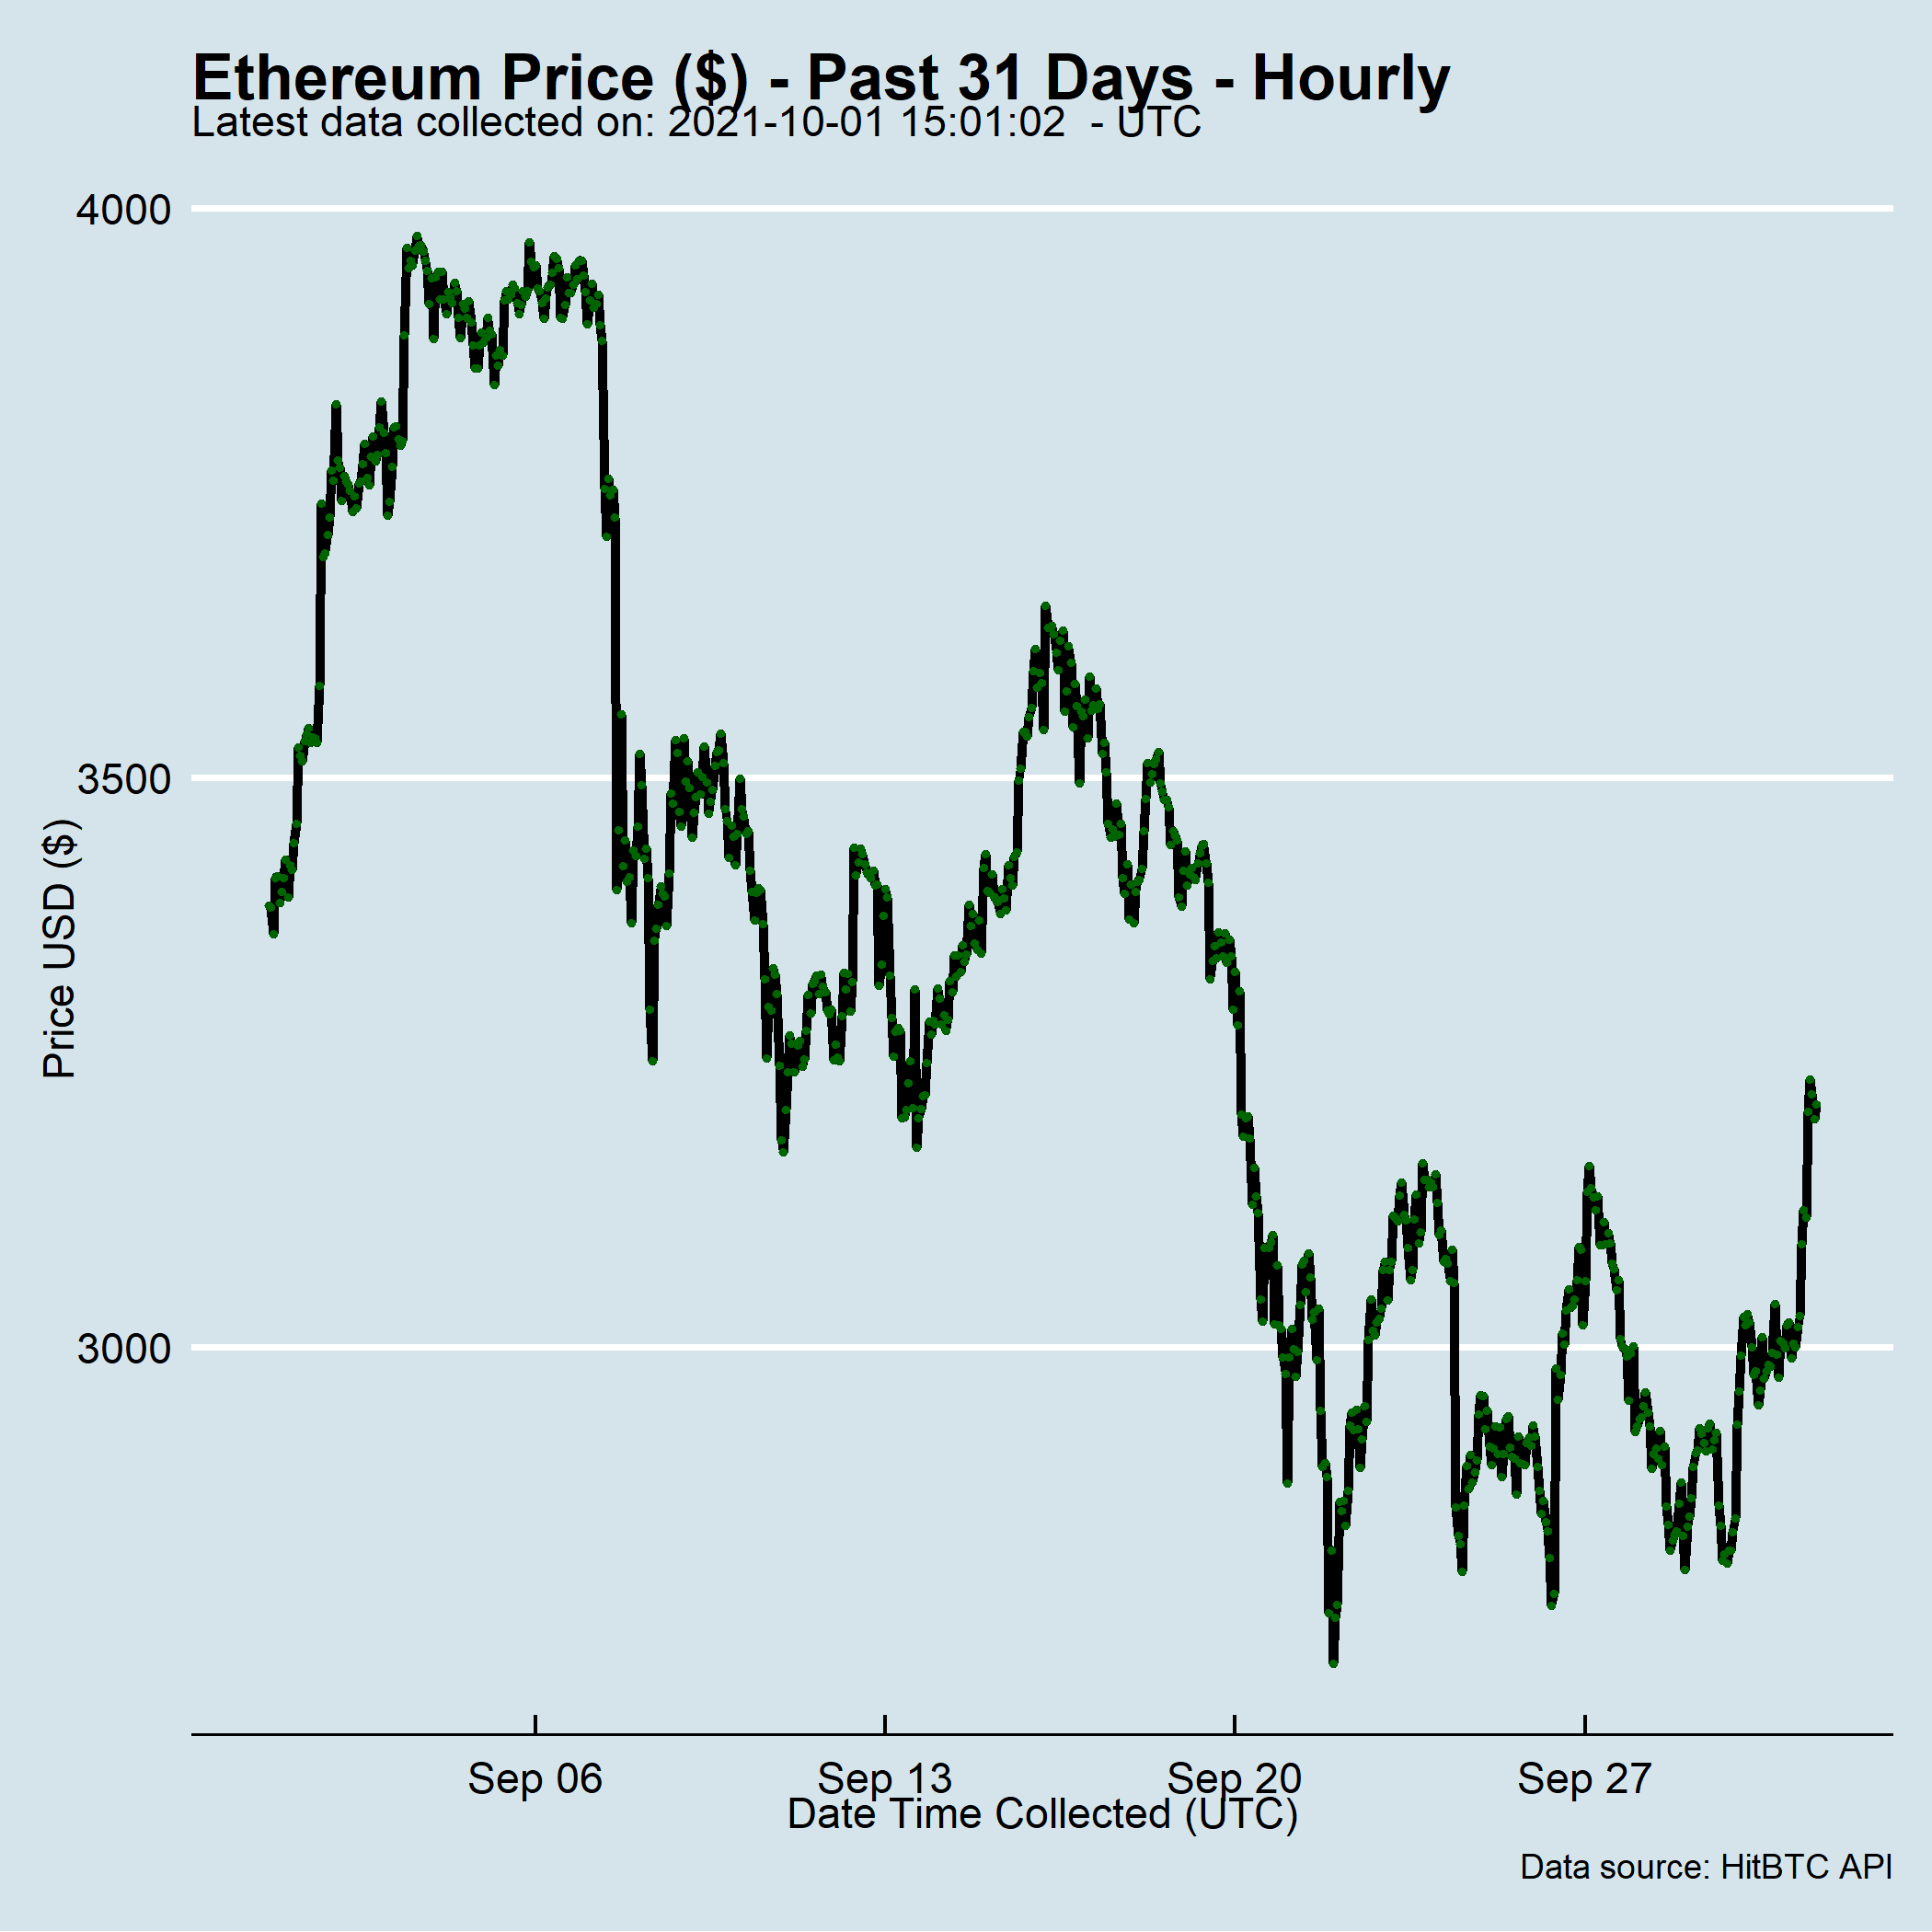 Ethereum Price ($) - Past 31 Days - Hourly
Latest data collected on: 2021-10-01 15:01:02  - UTC
4000
3500
3000
Price USD ($)
Sep 06
Sep 13
Sep 20
Sep 27
Date Time Collected (UTC)
Data source: HitBTC API